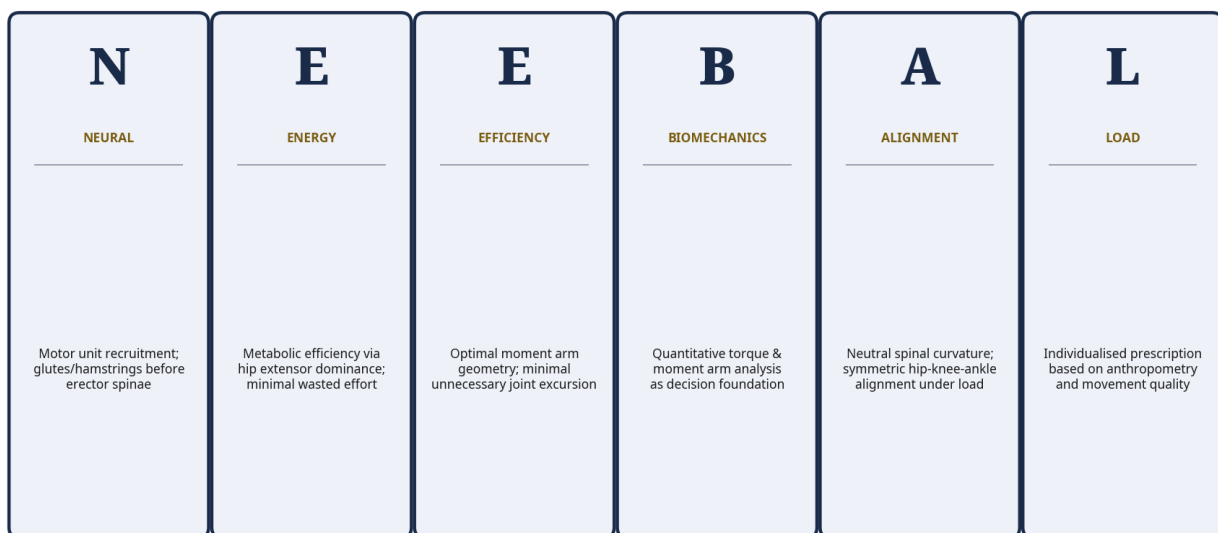 N
NEURAL
Motor unit recruitment;
glutes/hamstrings before
erector spinae
E
ENERGY
Metabolic efficiency via
hip extensor dominance;
minimal wasted effort
E
EFFICIENCY
Optimal moment arm
geometry; minimal
unnecessary joint excursion
B
BIOMECHANICS
Quantitative torque &
moment arm analysis
as decision foundation
A
ALIGNMENT
Neutral spinal curvature;
symmetric hip-knee-ankle
alignment under load
L
LOAD
Individualised prescription
based on anthropometry
and movement quality